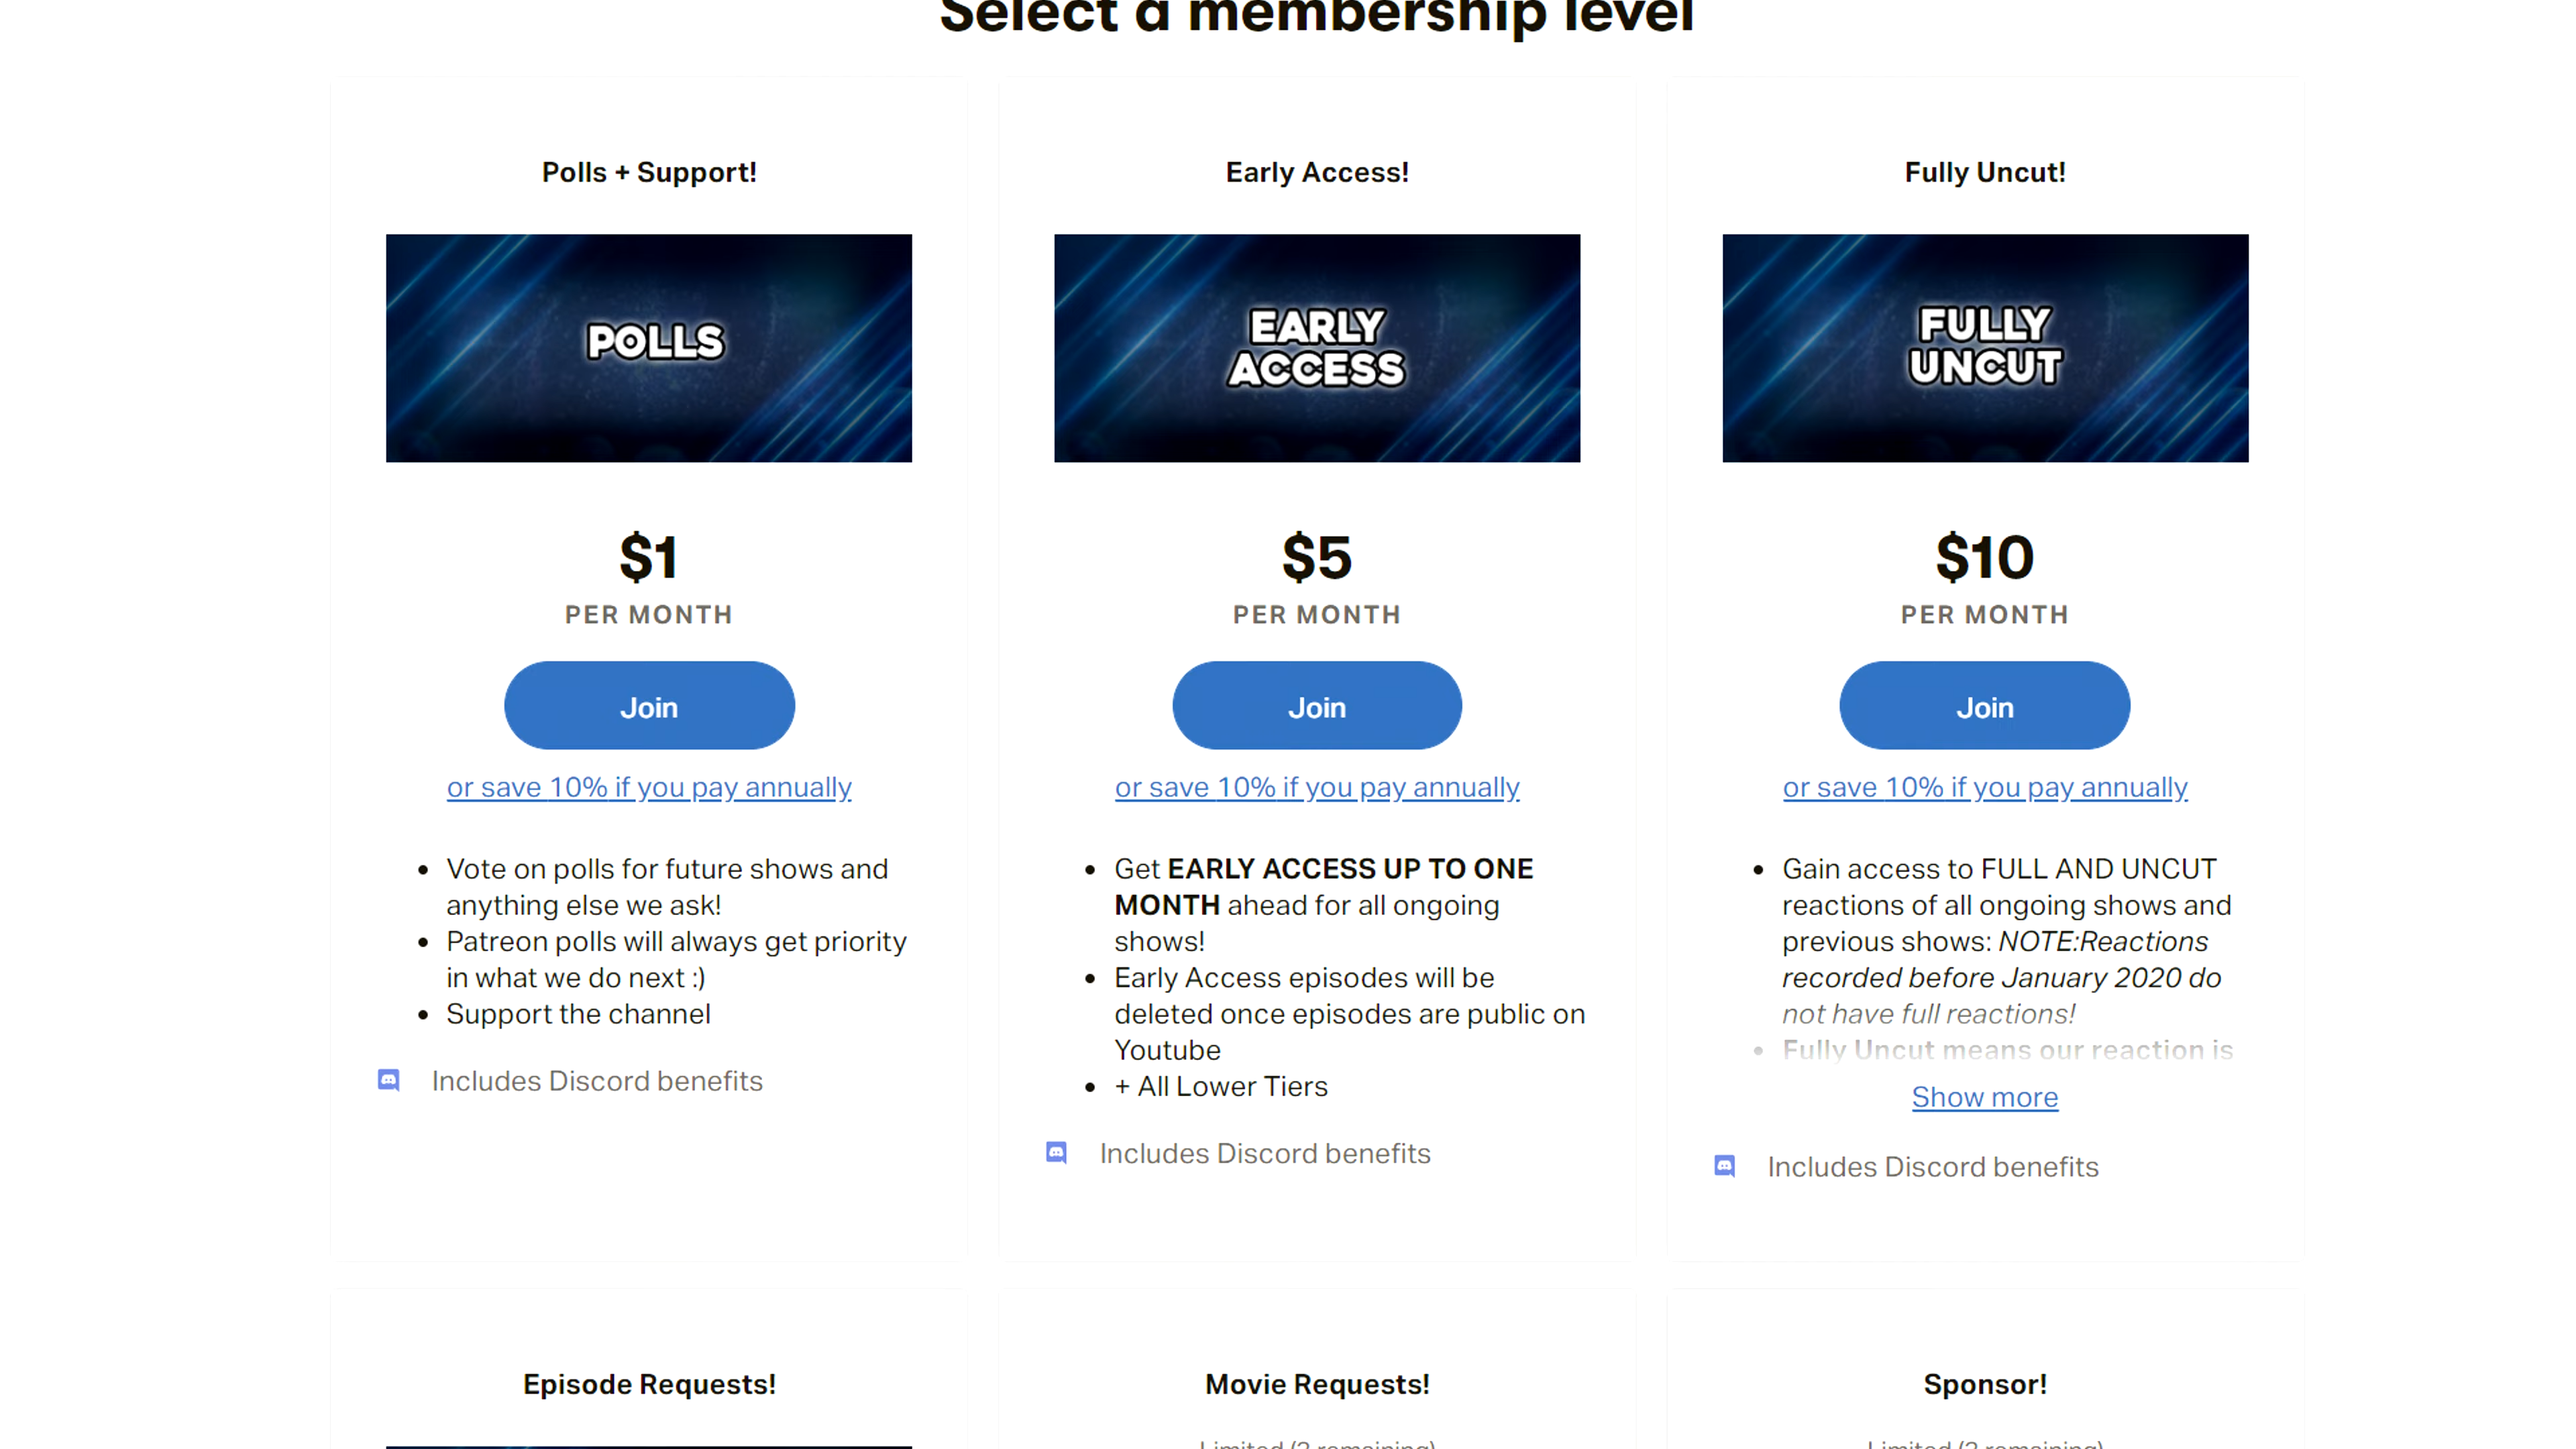 Select a membership level
Polls + Support!
POLLS
$1
PER MONTH
Join
or save 10% if you pay annually
• Vote on polls for future shows and
anything else we ask!
• Patreon polls will always get priority
in what we do next :)
• Support the channel
Includes Discord benefits
Early Access!
EARLY
ACCESS
$5
PER MONTH
Join
or save 10% if you pay annually
• Get EARLY ACCESS UP TO ONE
MONTH ahead for all ongoing
shows!
• Early Access episodes will be
deleted once episodes are public on
Youtube
• + All Lower Tiers
Includes Discord benefits
Fully Uncut!
FULLY
UNCUT
$10
PER MONTH
Join
or save 10% if you pay annually
• Gain access to FULL AND UNCUT
reactions of all ongoing shows and
previous shows: NOTE:Reactions
recorded before January 2020 do
not have full reactions!
• Fully Uncut means our reaction is
Show more
Includes Discord benefits
Episode Requests!
Movie Requests!
Limited ( remaining)
Sponsor!
Limited ( remaining)